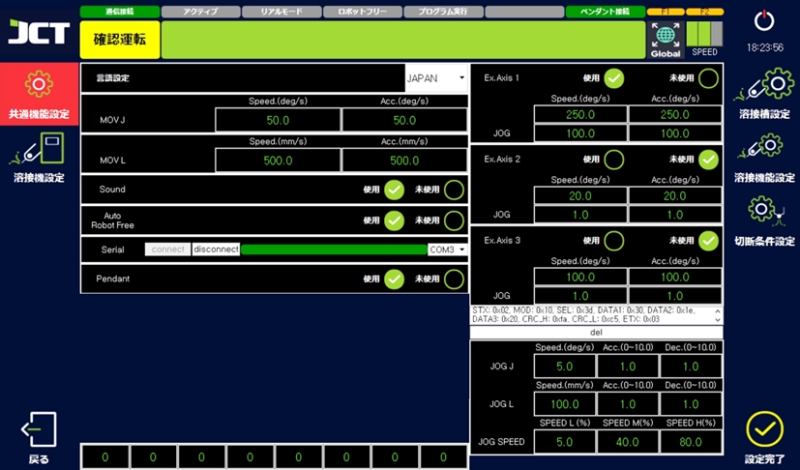 通信接続 アクティブ リアルモード ロボットフリー プログラム実行 ペンダント接続 F1 F2
JCT 確認運転 Global SPEED 18:23:56
共通機能設定
溶接機設定
戻る
言語設定 JAPAN
Speed.(deg/s) Acc.(deg/s)
MOV J 50.0 50.0
Speed.(mm/s) Acc.(mm/s)
MOV L 500.0 500.0
Sound 使用 未使用
Auto
Robot Free 使用 未使用
Serial connect disconnect COM3
Pendant 使用 未使用
0 0 0 0 0 0 0 0
Ex.Axis 1 使用 未使用
Speed.(deg/s) Acc.(deg/s)
250.0 250.0
JOG 100.0 100.0
Ex.Axis 2 使用 未使用
Speed.(deg/s) Acc.(deg/s)
20.0 20.0
JOG 1.0 1.0
Ex.Axis 3 使用 未使用
Speed.(deg/s) Acc.(deg/s)
100.0 100.0
JOG 1.0 1.0
STX: 0x02, MOD: 0x10, SEL: 0x3d, DATA1: 0x30, DATA2: 0x1e,
DATA3: 0x20, CRC_H: 0xfa, CRC_L: 0xc5, ETX: 0x03
del
Speed.(deg/s) Acc.(0~10.0) Dec.(0~10.0)
JOG J 5.0 1.0 1.0
Speed.(mm/s) Acc.(0~10.0) Dec.(0~10.0)
JOG L 100.0 1.0 1.0
SPEED L (%) SPEED M(%) SPEED H(%)
JOG SPEED 5.0 40.0 80.0
溶接槽設定
溶接機能設定
切断条件設定
設定完了